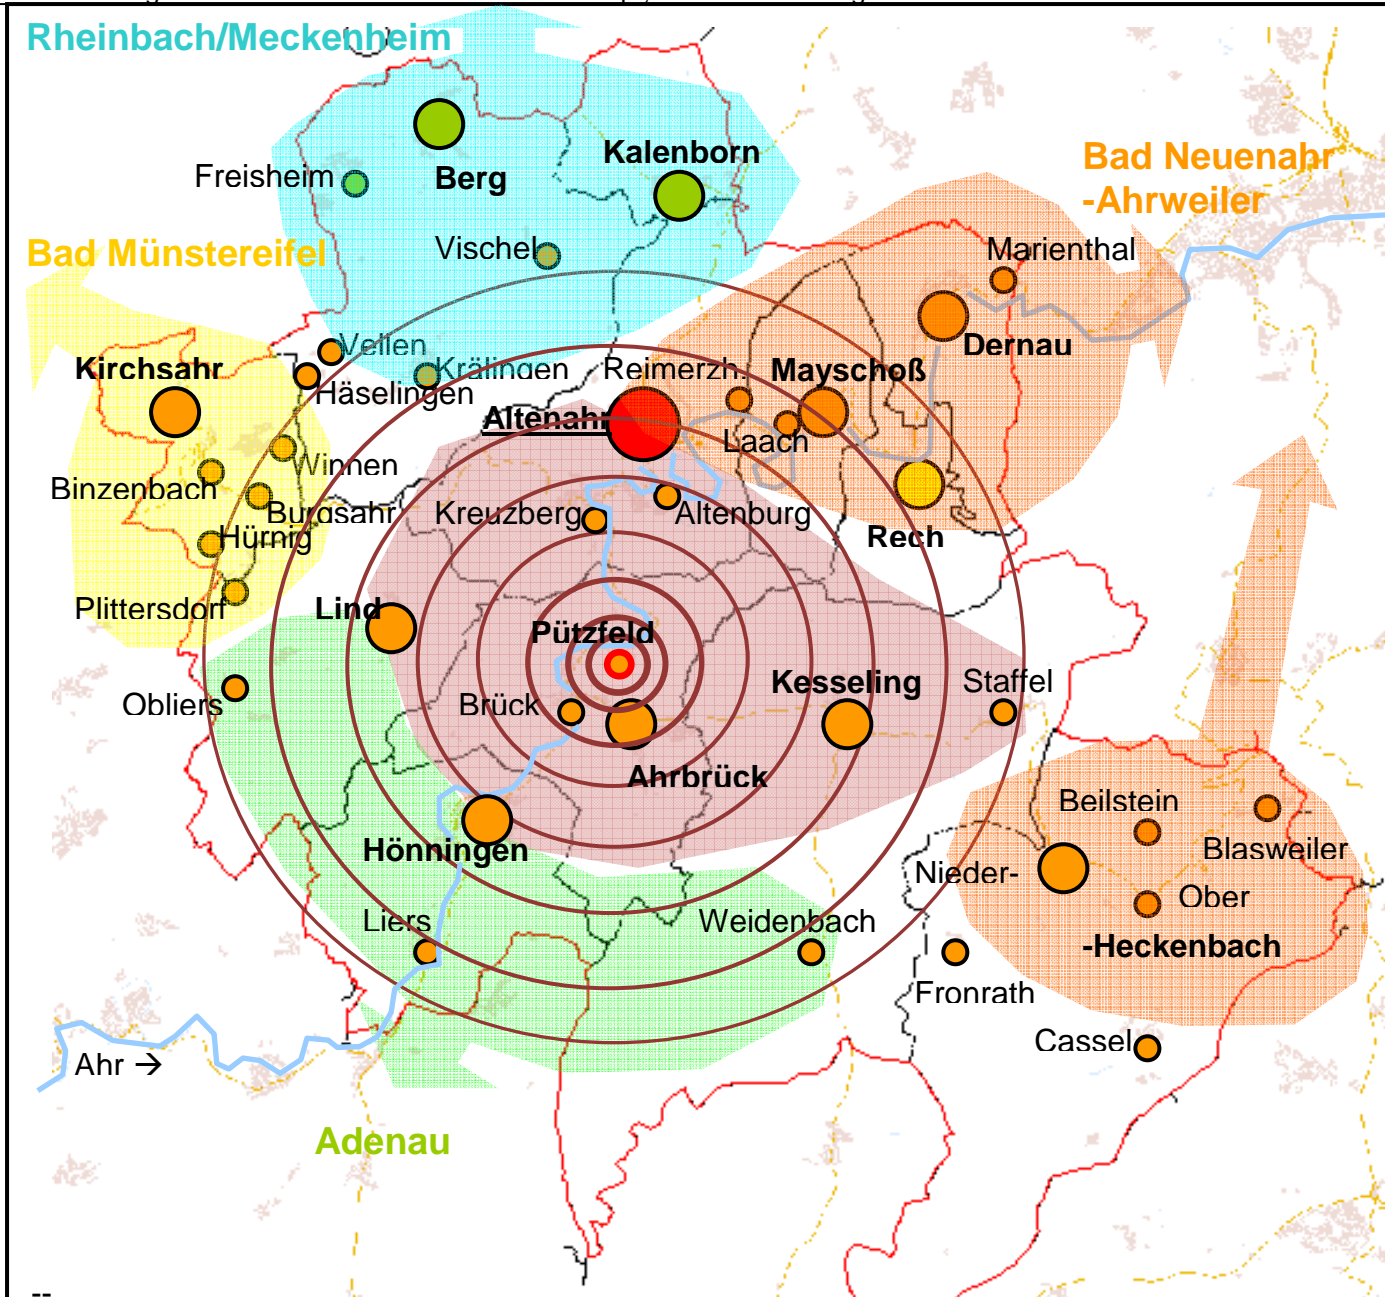 Rheinbach/Meckenheim
Kalenborn
Bad Neuenahr
-Ahrweiler
Freisheim
Berg
Vischel
Marienthal
Bad Münstereifel
Vellen
Dernau
Kirchsahr
Krälingen
Reimerzh
Mayschoß
Häselingen
Altenahr
Laach
Winnen
Binzenbach
Burgsahr
Kreuzberg
Altenburg
Hürnig
Rech
Plittersdorf
Lind
Pützfeld
Kesseling
Staffel
Obliers
Brück
Ahrbrück
Beilstein
Hönningen
Blasweiler
Nieder-
Ober
Liers
Weidenbach
-Heckenbach
Fronrath
Cassel
Ahr →
Adenau
--